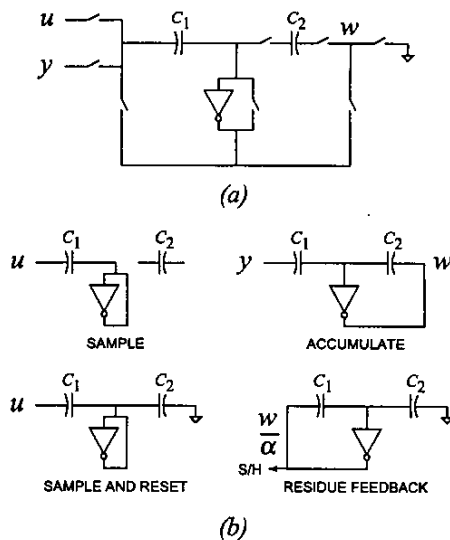 u
C1
C2
w
y
(a)
u
C1
C2
SAMPLE
y
C1
C2
w
ACCUMULATE
u
C1
C2
SAMPLE AND RESET
C1
C2
w
α
S/H
RESIDUE FEEDBACK
(b)